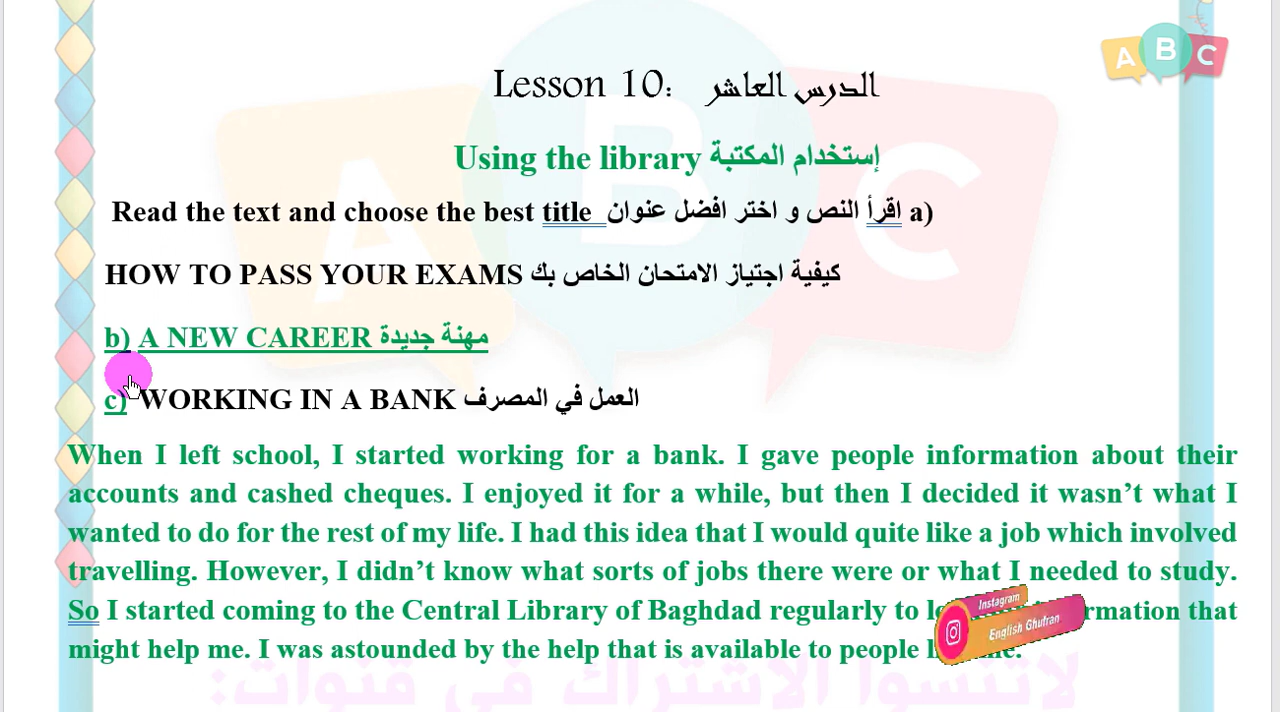 A B C
Lesson 10: الدرس العاشر
Using the library إستخدام المكتبة
Read the text and choose the best title اقرأ النص و اختر افضل عنوان a)
HOW TO PASS YOUR EXAMS كيفية اجتياز الامتحان الخاص بك
b) A NEW CAREER مهنة جديدة
c) WORKING IN A BANK العمل في المصرف
When I left school, I started working for a bank. I gave people information about their
accounts and cashed cheques. I enjoyed it for a while, but then I decided it wasn’t what I
wanted to do for the rest of my life. I had this idea that I would quite like a job which involved
travelling. However, I didn’t know what sorts of jobs there were or what I needed to study.
So I started coming to the Central Library of Baghdad regularly to
might help me. I was astounded by the help that is available to people
Instagram
English Ghufran
لاتنسوا الاشتراك في قنوات:
A B C